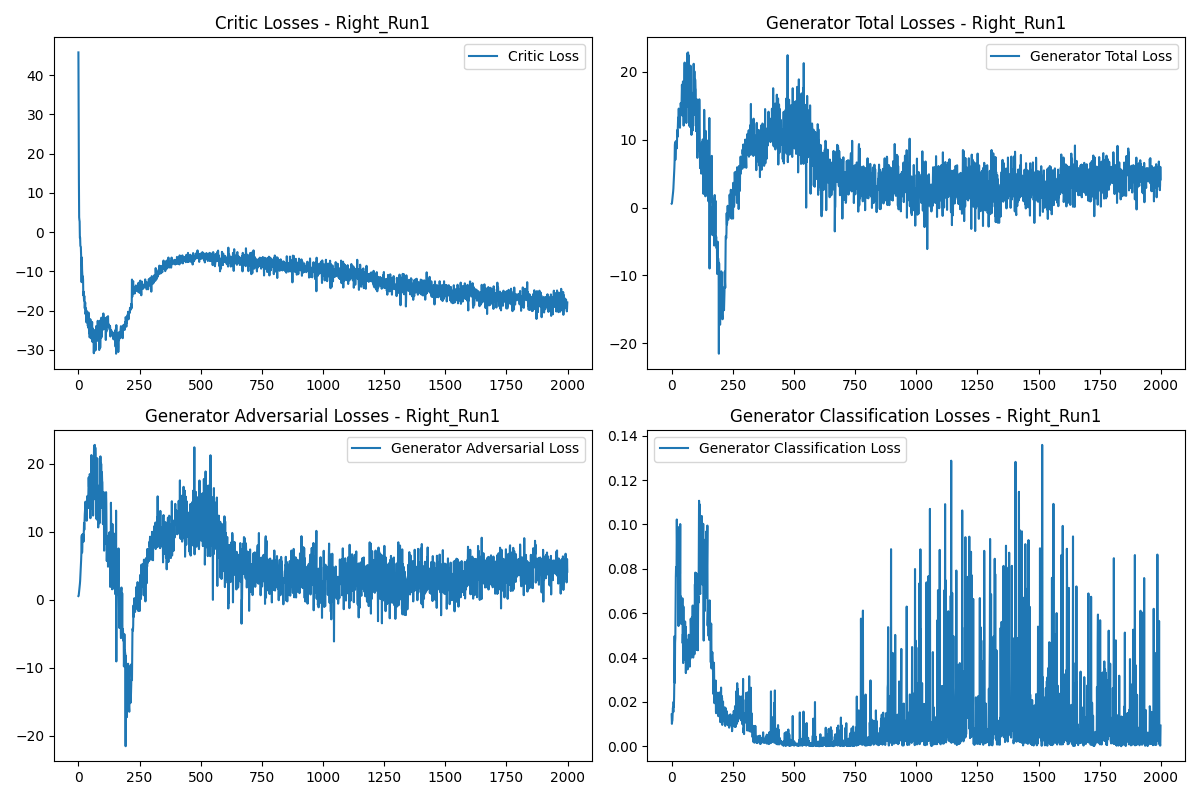 Critic Losses - Right_Run1
Critic Loss
40
30
20
10
0
−10
−20
−30
0 250 500 750 1000 1250 1500 1750 2000
Generator Total Losses - Right_Run1
Generator Total Loss
20
10
0
−10
−20
0 250 500 750 1000 1250 1500 1750 2000
Generator Adversarial Losses - Right_Run1
Generator Adversarial Loss
20
10
0
−10
−20
0 250 500 750 1000 1250 1500 1750 2000
Generator Classification Losses - Right_Run1
Generator Classification Loss
0.14
0.12
0.10
0.08
0.06
0.04
0.02
0.00
0 250 500 750 1000 1250 1500 1750 2000